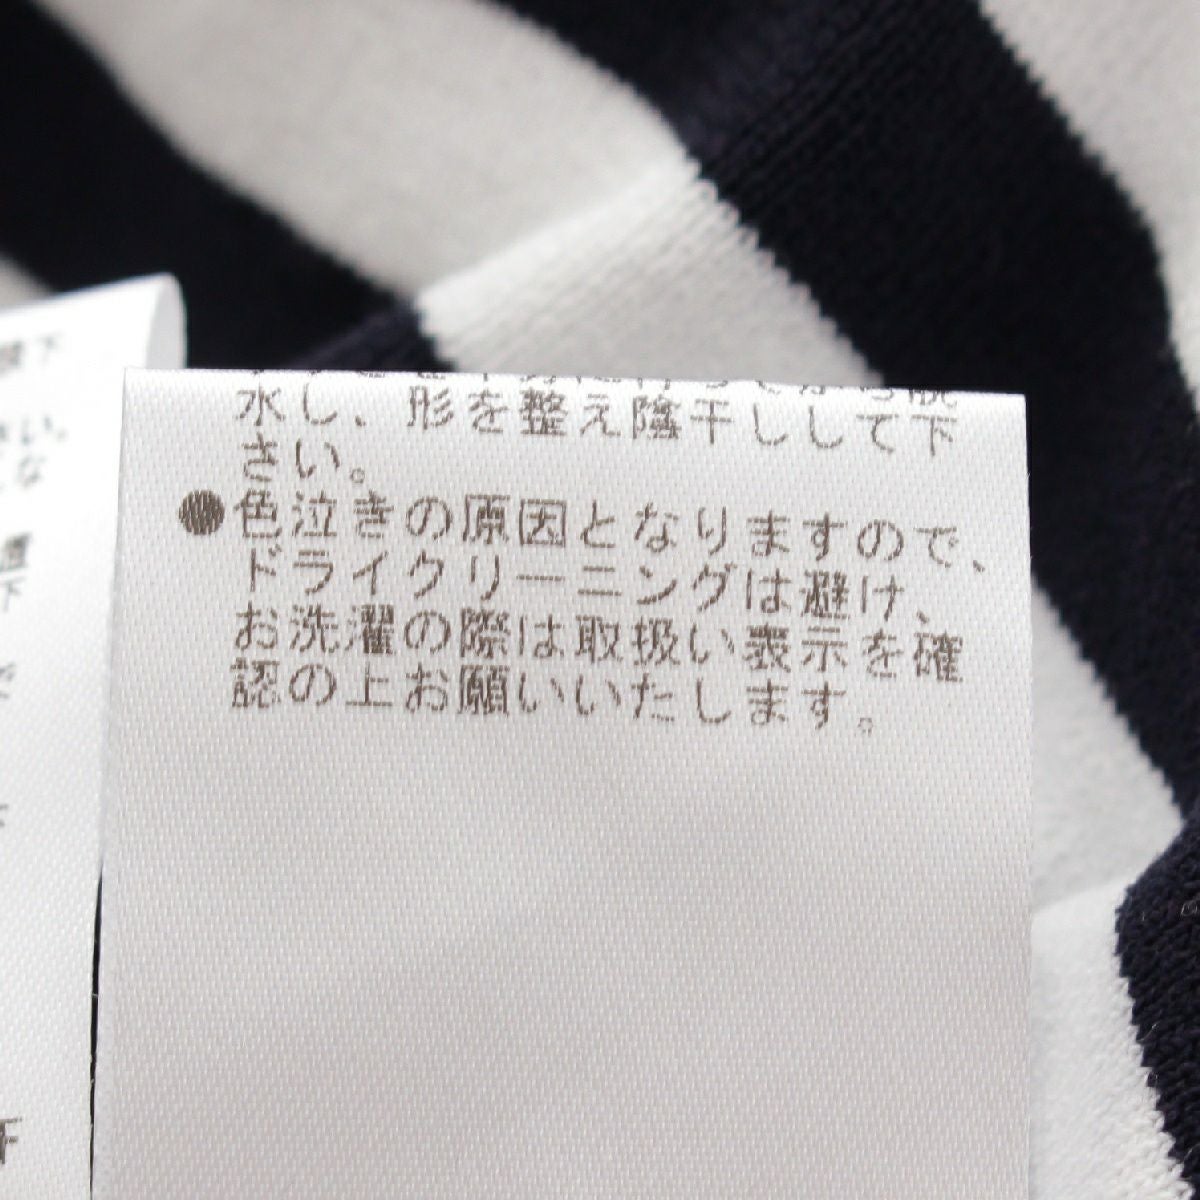 水し、形を整え陰干しして下
さい。
●色泣きの原因となりますので、
ドライクリーニングは避け、
お洗濯の際は取扱い表示を確
認の上お願いいたします。